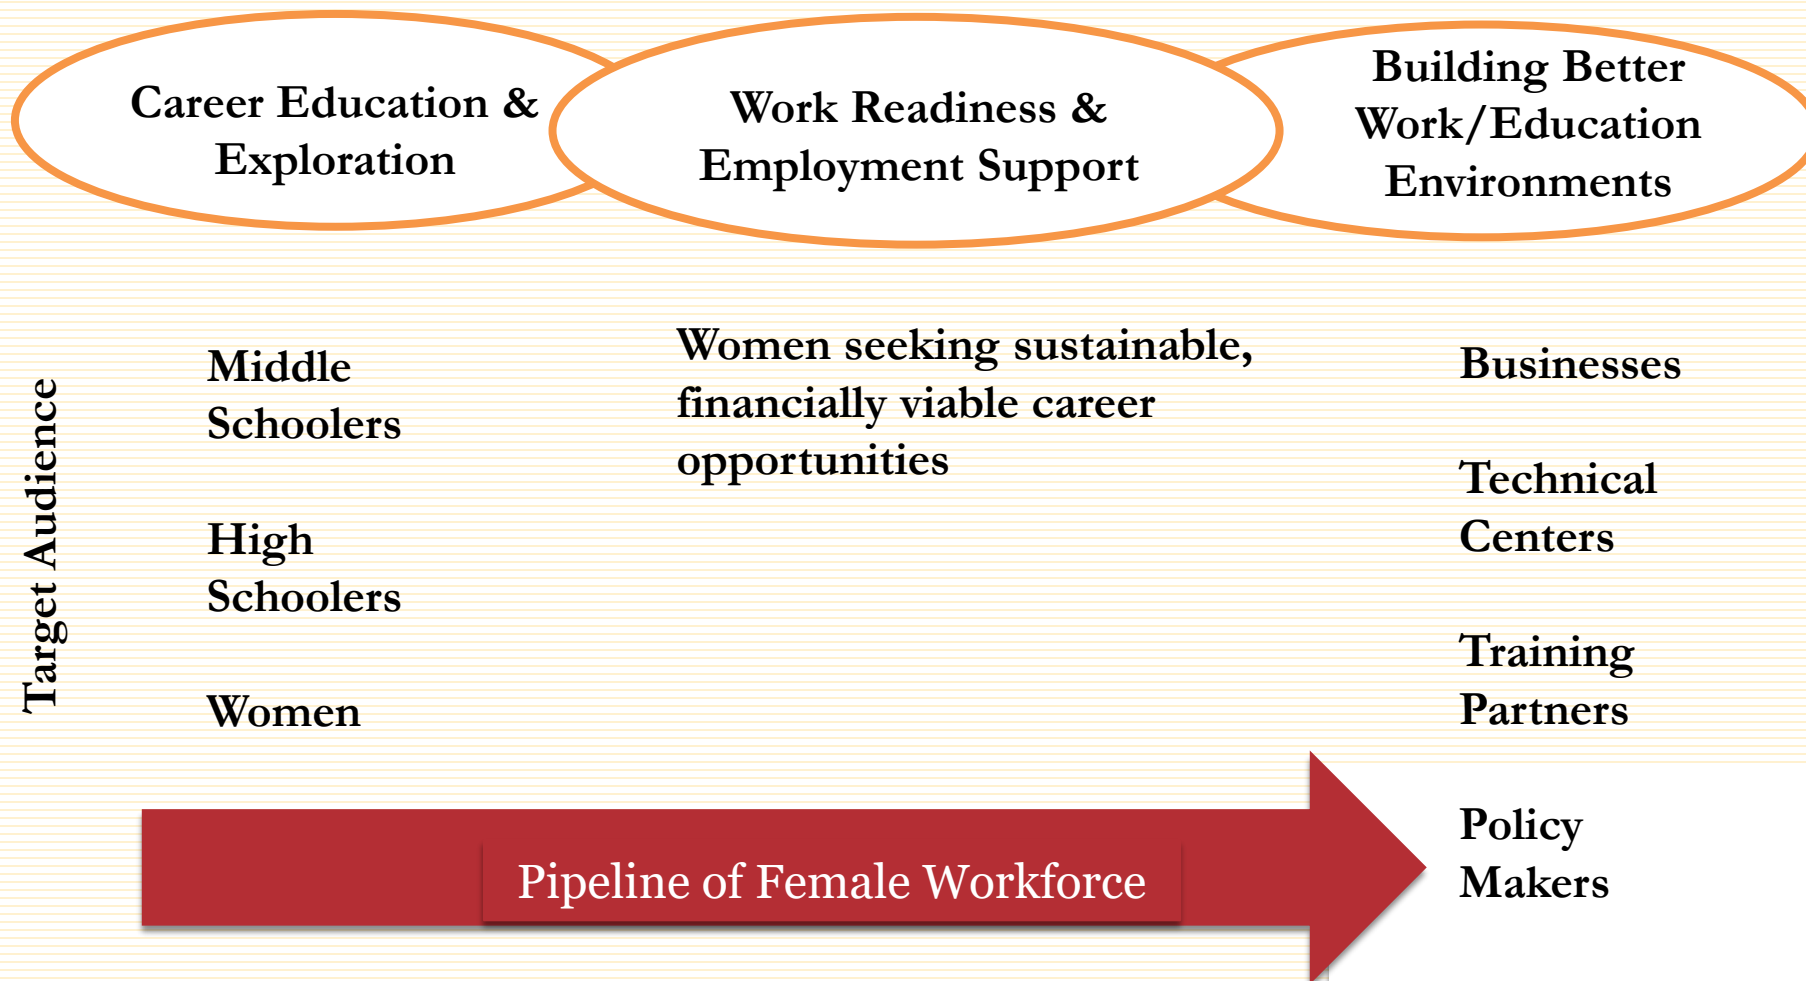 Career Education &
Exploration
Work Readiness &
Employment Support
Building Better
Work/Education
Environments
Target Audience
Middle
Schoolers
High
Schoolers
Women
Women seeking sustainable,
financially viable career
opportunities
Businesses
Technical
Centers
Training
Partners
Policy
Makers
Pipeline of Female Workforce